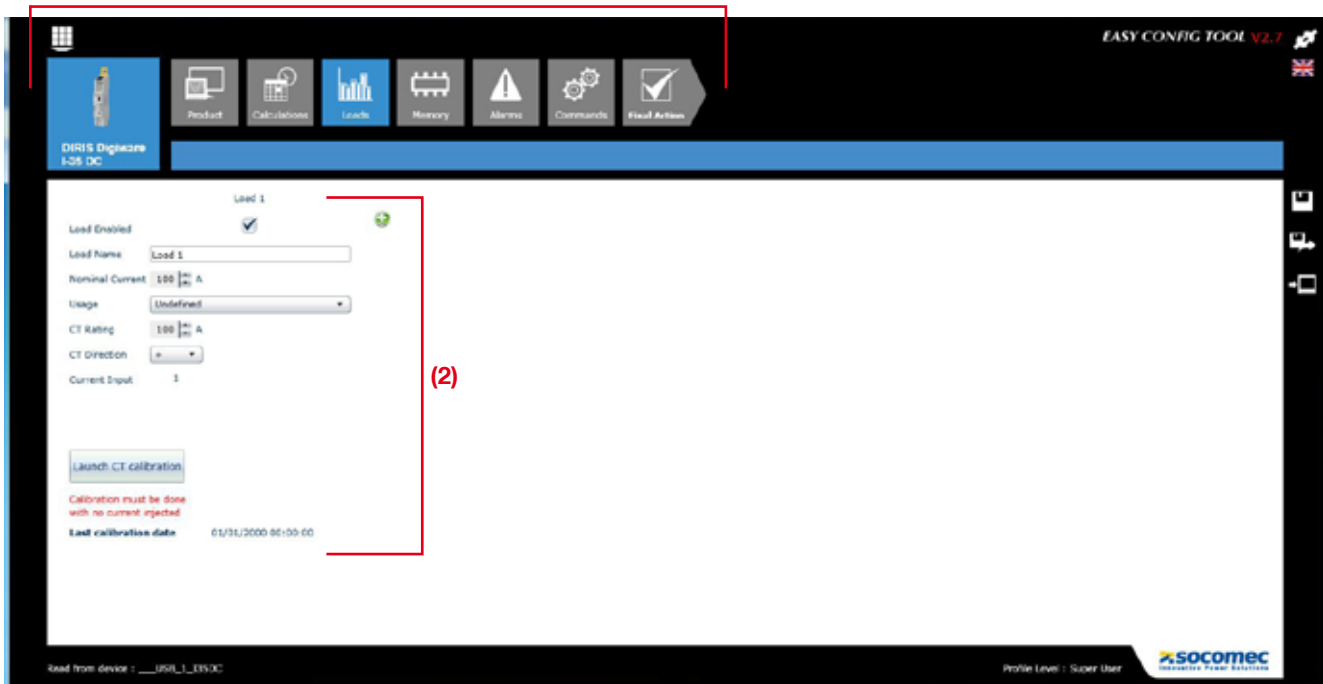 EASY CONFIG TOOL V2.7
Product
Calculations
Loads
Memory
Alarms
Commands
Final Action
DIRIS Digiware
I-35 DC
Load 1
Load Enabled
Load Name Load 1
Nominal Current 100 A
Usage Undefined
CT Rating 100 A
CT Direction +
Current Input 1
(2)
Launch CT calibration
Calibration must be done
with no current injected
Last calibration date 01/31/2000 00:00:00
Read from device : ___USB_1_I35DC
Profile Level : Super User
socomec
Innovative Power Solutions